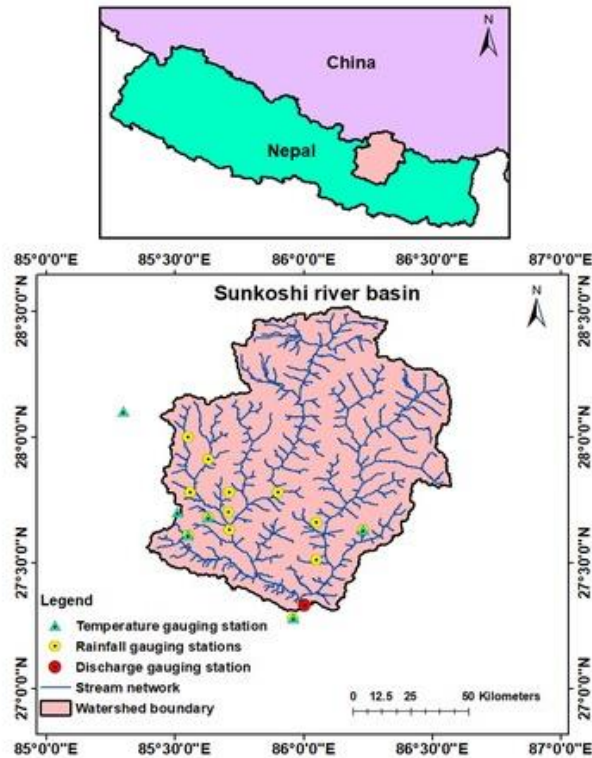 N
China
Nepal
85°0'0"E 85°30'0"E 86°0'0"E 86°30'0"E 87°0'0"E
Sunkoshi river basin
N
28°30'0"N 28°30'0"N
28°0'0"N 28°0'0"N
27°30'0"N 27°30'0"N
27°0'0"N 27°0'0"N
Legend
Temperature gauging station
Rainfall gauging stations
Discharge gauging station
Stream network
Watershed boundary
0 12.5 25 50 Kilometers
85°0'0"E 85°30'0"E 86°0'0"E 86°30'0"E 87°0'0"E